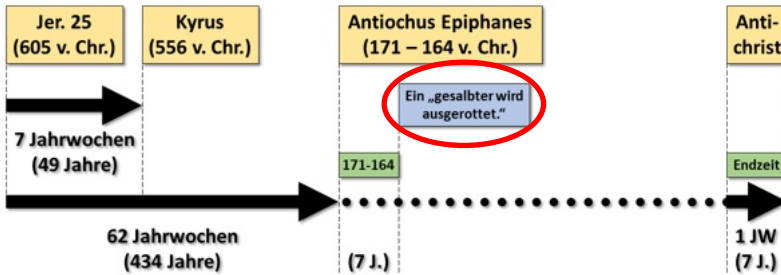 Jer. 25
(605 v. Chr.)
Kyrus
(556 v. Chr.)
Antiochus Epiphanes
(171 – 164 v. Chr.)
Anti-
christ
Ein „gesalbter wird
ausgerottet.“
7 Jahrwochen
(49 Jahre)
171-164
Endzeit
62 Jahrwochen
(434 Jahre)
(7 J.)
1 JW
(7 J.)